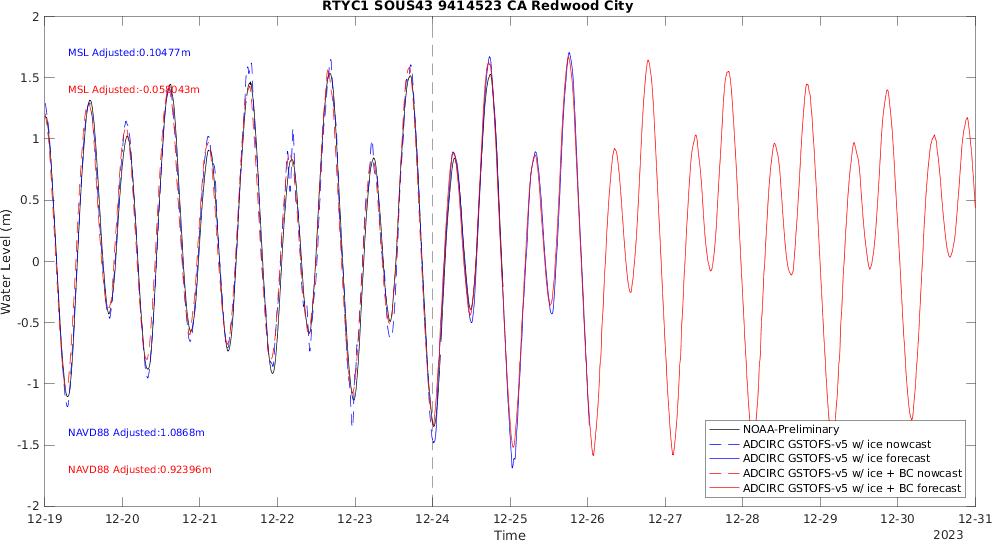 RTYC1 SOUS43 9414523 CA Redwood City
MSL Adjusted:0.10477m
MSL Adjusted:-0.058043m
NAVD88 Adjusted:1.0868m
NAVD88 Adjusted:0.92396m
Water Level (m)
2
1.5
1
0.5
0
-0.5
-1
-1.5
-2
NOAA-Preliminary
ADCIRC GSTOFS-v5 w/ ice nowcast
ADCIRC GSTOFS-v5 w/ ice forecast
ADCIRC GSTOFS-v5 w/ ice + BC nowcast
ADCIRC GSTOFS-v5 w/ ice + BC forecast
12-19 12-20 12-21 12-22 12-23 12-24 12-25 12-26 12-27 12-28 12-29 12-30 12-31
Time
2023